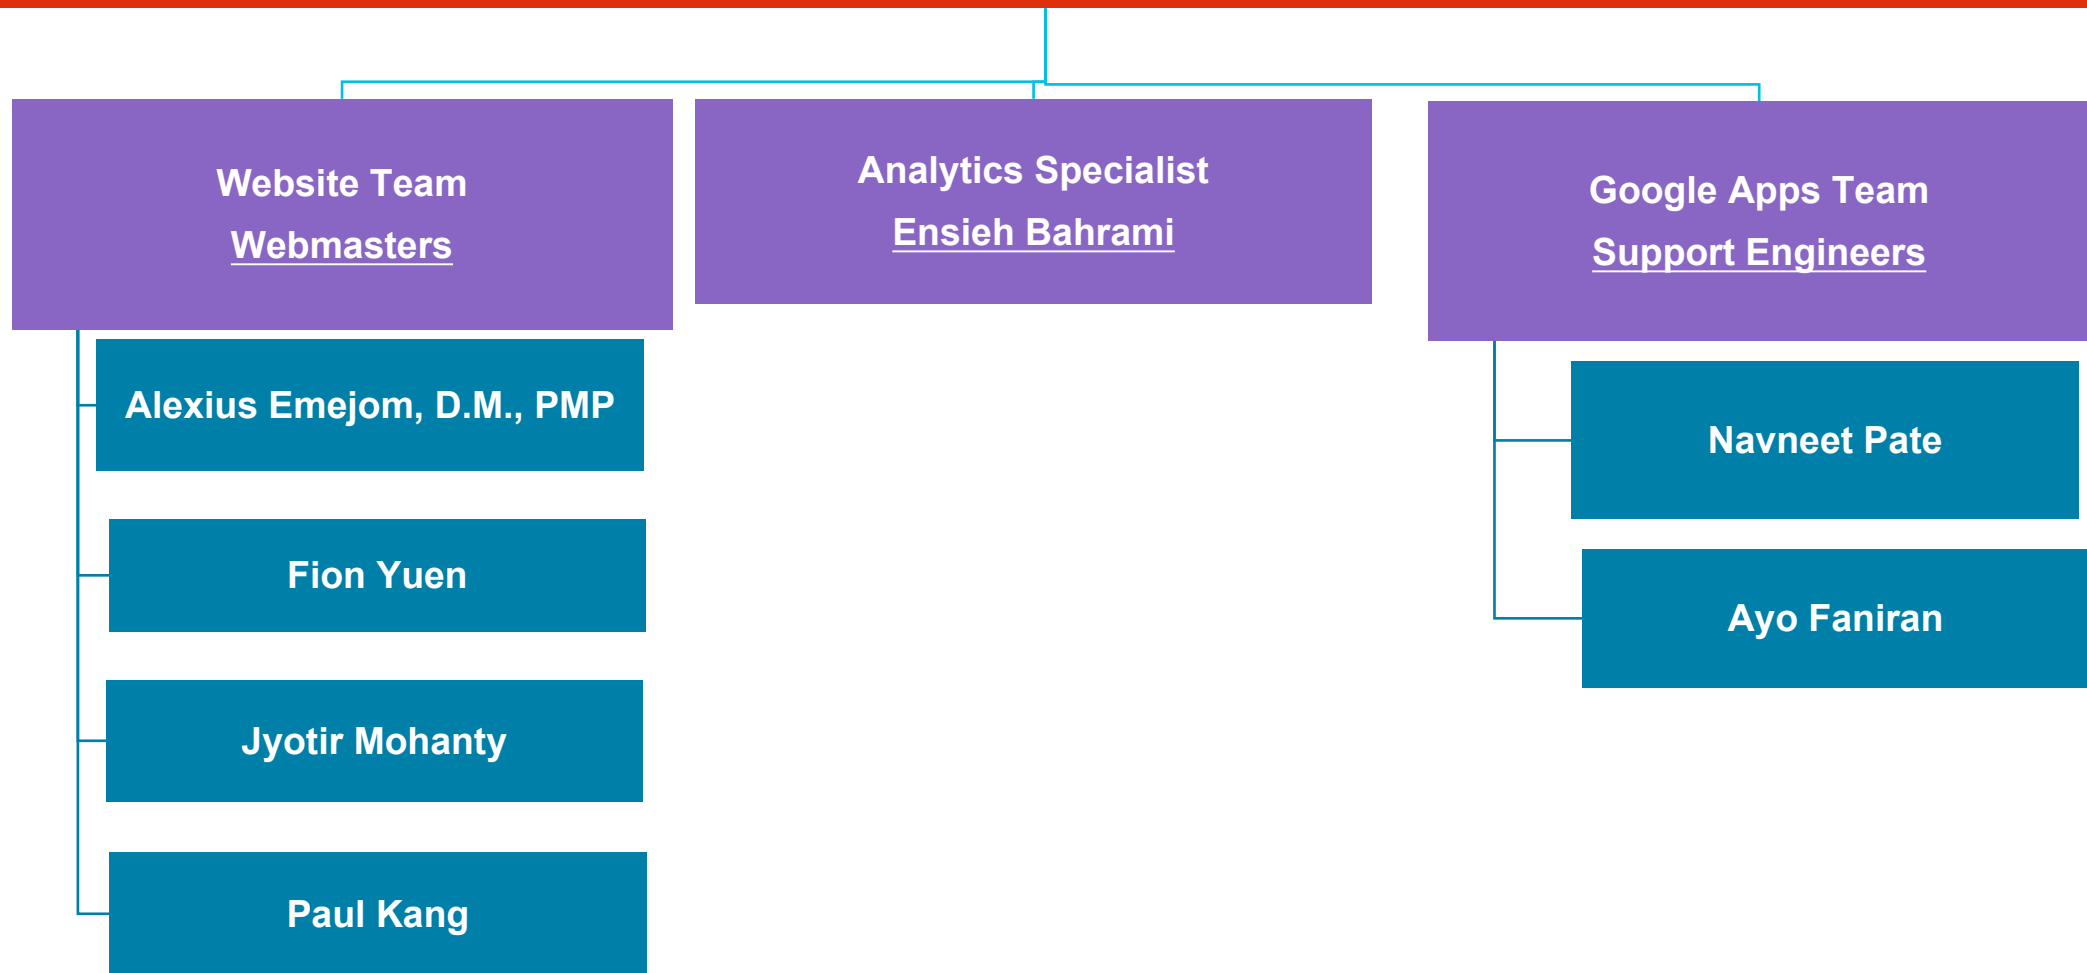 Website Team
Webmasters
Analytics Specialist
Ensieh Bahrami
Google Apps Team
Support Engineers
Alexius Emejom, D.M., PMP
Fion Yuen
Jyotir Mohanty
Paul Kang
Navneet Pate
Ayo Faniran